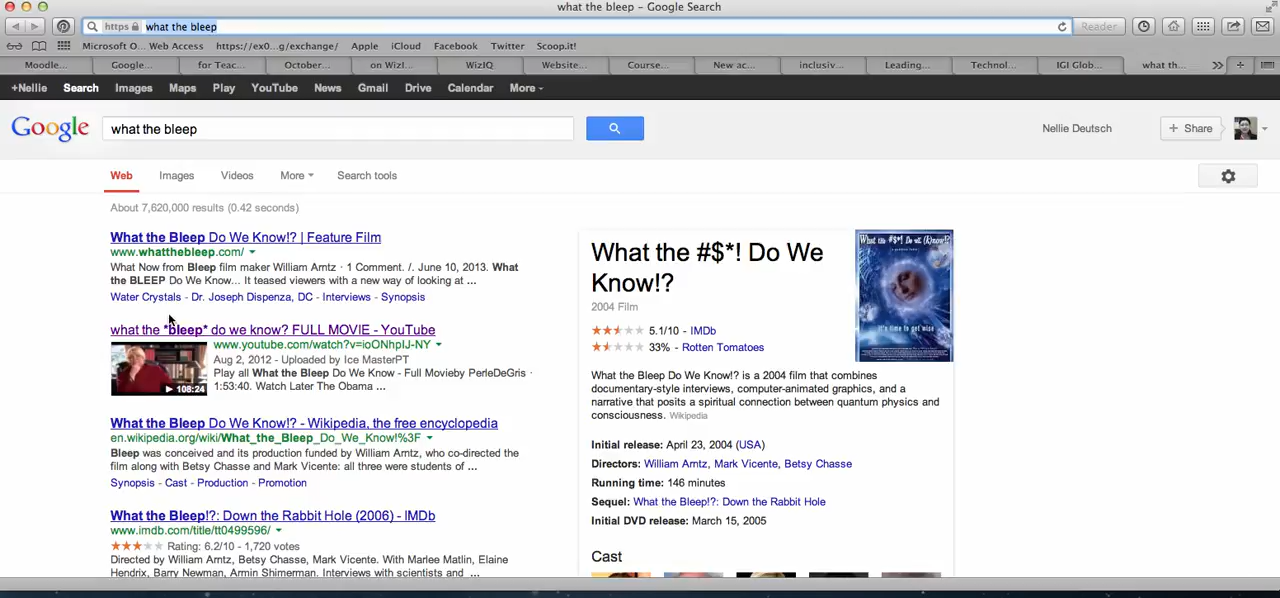 what the bleep – Google Search
https what the bleep Reader
Microsoft O... Web Access https://ex0...g/exchange/ Apple iCloud Facebook Twitter Scoop.it!
Moodle... Google... for Teac... October... on WizI... WizIQ Website... Course... New ac... inclusiv... Leading... Technol... IGI Glob... what th... »
+Nellie Search Images Maps Play YouTube News Gmail Drive Calendar More
Google what the bleep Nellie Deutsch + Share
Web Images Videos More Search tools
About 7,620,000 results (0.42 seconds)
What the Bleep Do We Know!? | Feature Film
www.whatthebleep.com/
What Now from Bleep film maker William Arntz · 1 Comment. /. June 10, 2013. What
the BLEEP Do We Know... It teased viewers with a new way of looking at ...
Water Crystals - Dr. Joseph Dispenza, DC - Interviews - Synopsis
what the *bleep* do we know? FULL MOVIE - YouTube
www.youtube.com/watch?v=ioONhpIJ-NY
Aug 2, 2012 - Uploaded by Ice MasterPT
Play all What the Bleep Do We Know - Full Movieby PerleDeGris ·
1:53:40. Watch Later The Obama ...
108:24
What the Bleep Do We Know!? - Wikipedia, the free encyclopedia
en.wikipedia.org/wiki/What_the_Bleep_Do_We_Know!%3F
Bleep was conceived and its production funded by William Arntz, who co-directed the
film along with Betsy Chasse and Mark Vicente: all three were students of ...
Synopsis - Cast - Production - Promotion
What the Bleep!?: Down the Rabbit Hole (2006) - IMDb
www.imdb.com/title/tt0499596/
Rating: 6.2/10 - 1,720 votes
Directed by William Arntz, Betsy Chasse, Mark Vicente. With Marlee Matlin, Elaine
Hendrix, Barry Newman, Armin Shimerman. Interviews with scientists and ...
What the #$*! Do We
Know!?
2004 Film
5.1/10 - IMDb
33% - Rotten Tomatoes
What the Bleep Do We Know!? is a 2004 film that combines
documentary-style interviews, computer-animated graphics, and a
narrative that posits a spiritual connection between quantum physics and
consciousness. Wikipedia
Initial release: April 23, 2004 (USA)
Directors: William Arntz, Mark Vicente, Betsy Chasse
Running time: 146 minutes
Sequel: What the Bleep!?: Down the Rabbit Hole
Initial DVD release: March 15, 2005
Cast
What the #$*! Do wE (k)now!?
It's time to get wise